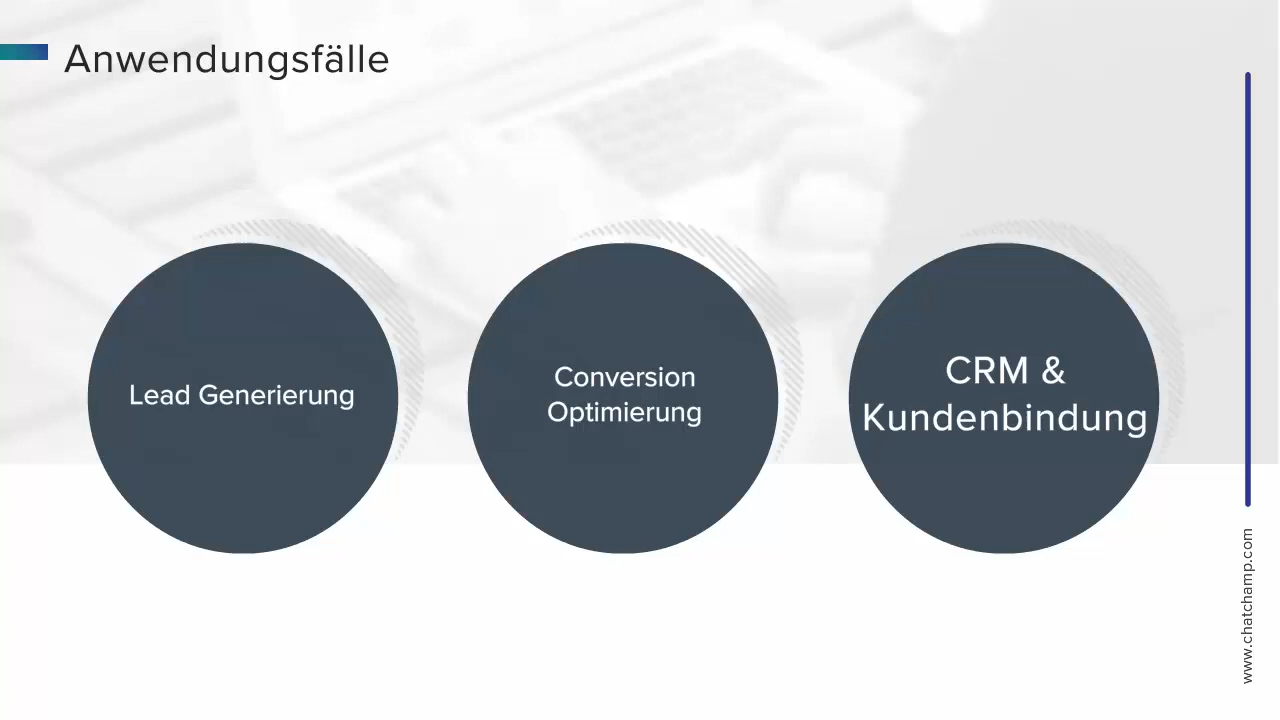 Anwendungsfälle
Lead Generierung
Conversion
Optimierung
CRM &
Kundenbindung
www.chatchamp.com